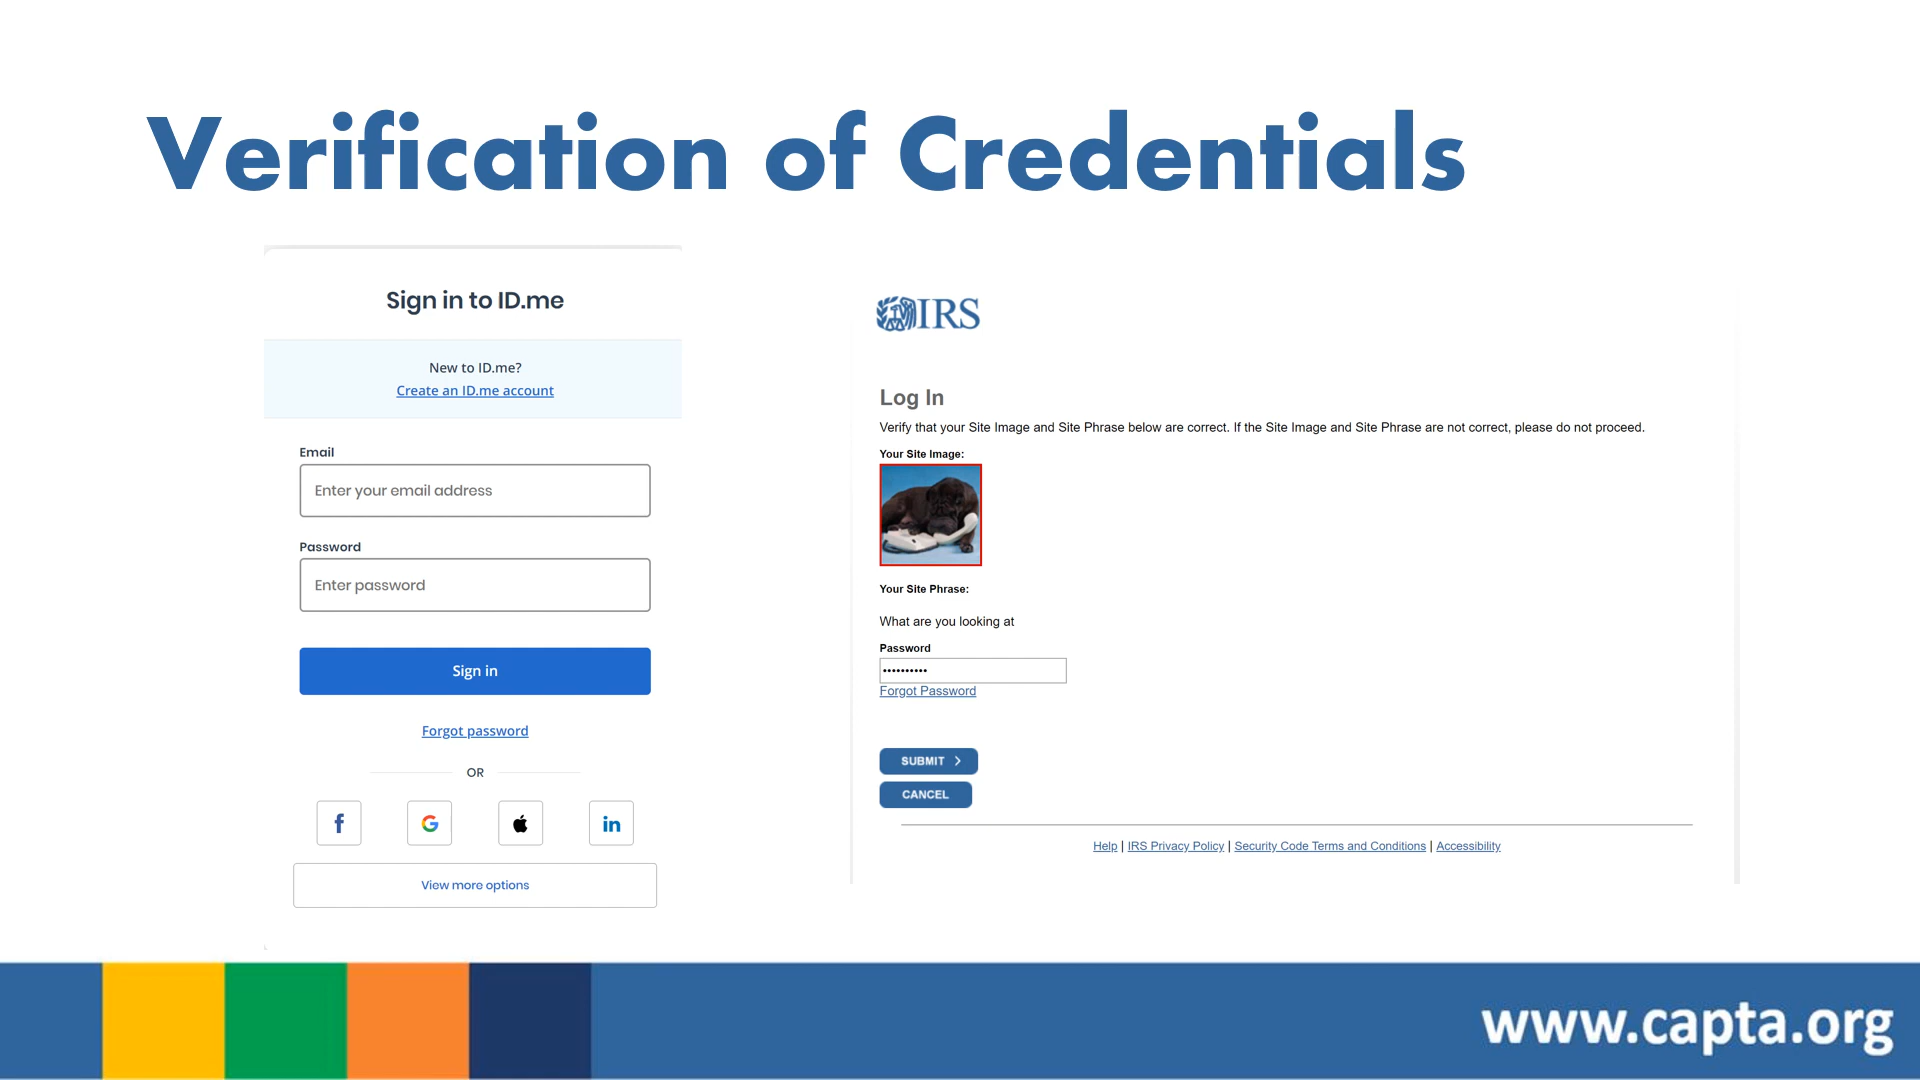 Verification of Credentials
Sign in to ID.me
New to ID.me?
Create an ID.me account
Email
Enter your email address
Password
Enter password
Sign in
Forgot password
OR
f
G
in
View more options
IRS
Log In
Verify that your Site Image and Site Phrase below are correct. If the Site Image and Site Phrase are not correct, please do not proceed.
Your Site Image:
Your Site Phrase:
What are you looking at
Password
••••••••••
Forgot Password
SUBMIT >
CANCEL
Help | IRS Privacy Policy | Security Code Terms and Conditions | Accessibility
www.capta.org